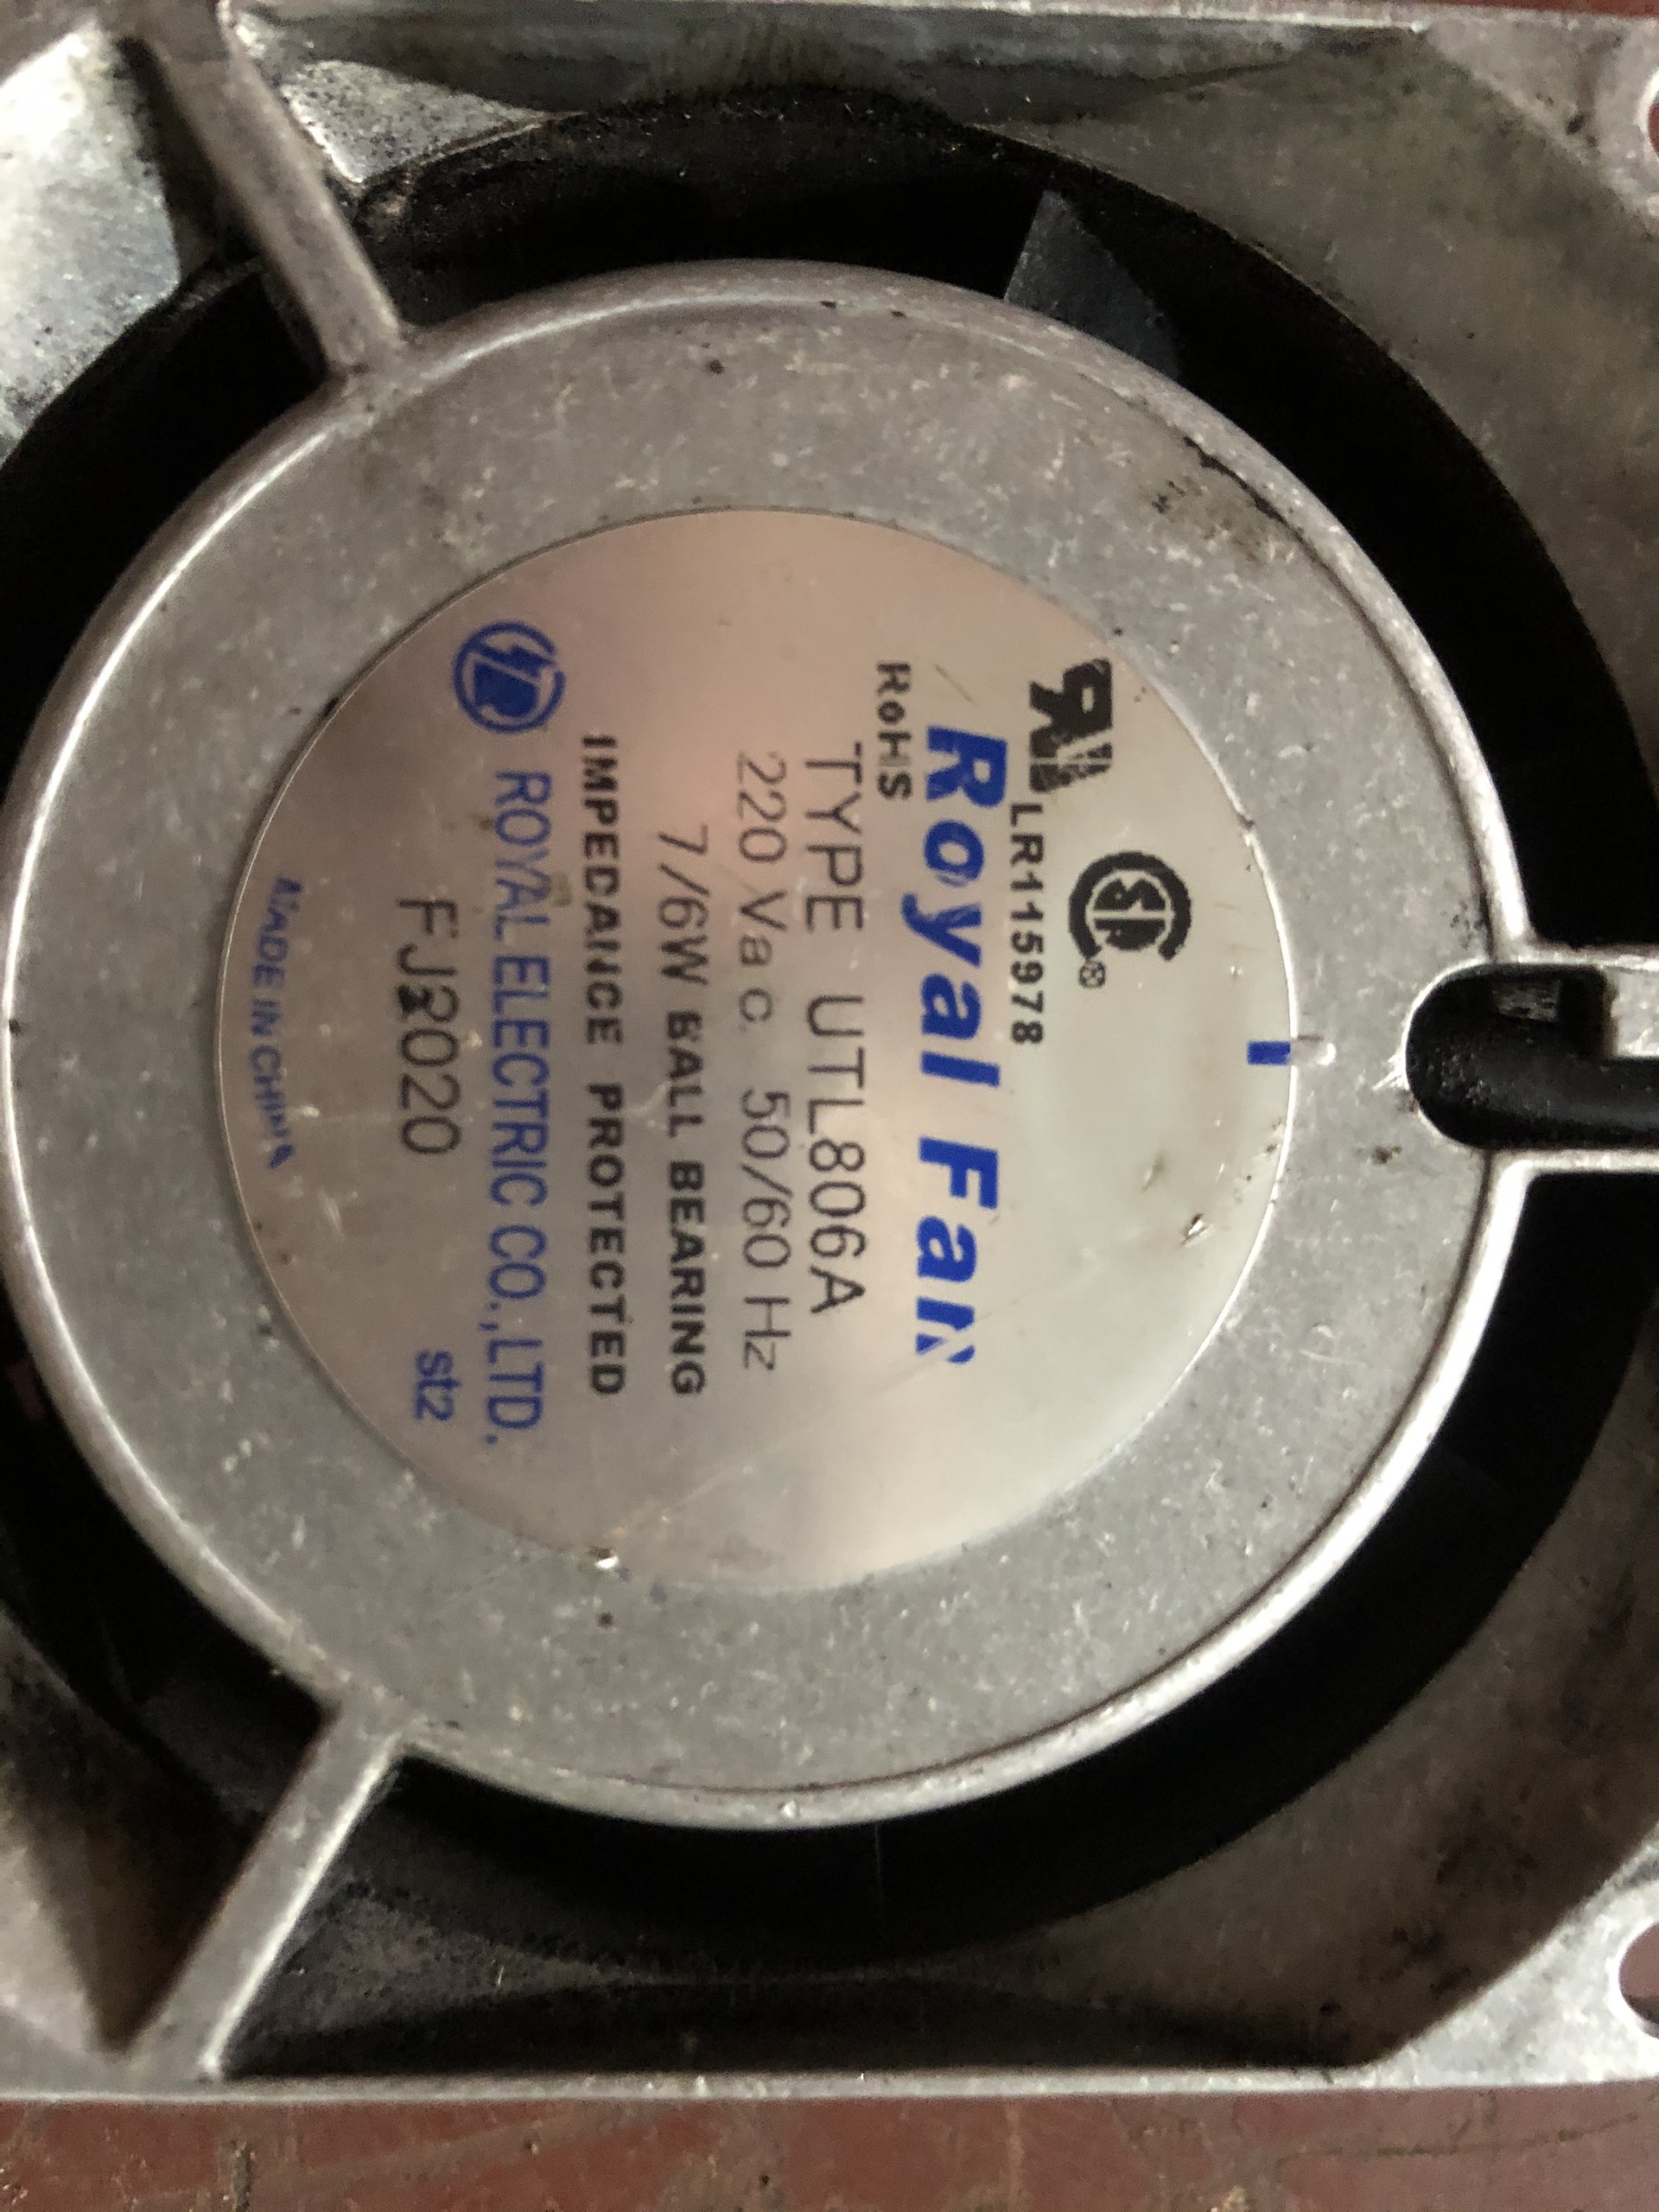 LR115978
RoHS
Royal Fan
TYPE UTL806A
220 Vac. 50/60 Hz
7/6W BALL BEARING
IMPEDANCE PROTECTED
ROYAL ELECTRIC CO.,LTD.
st2
MADE IN CHINA